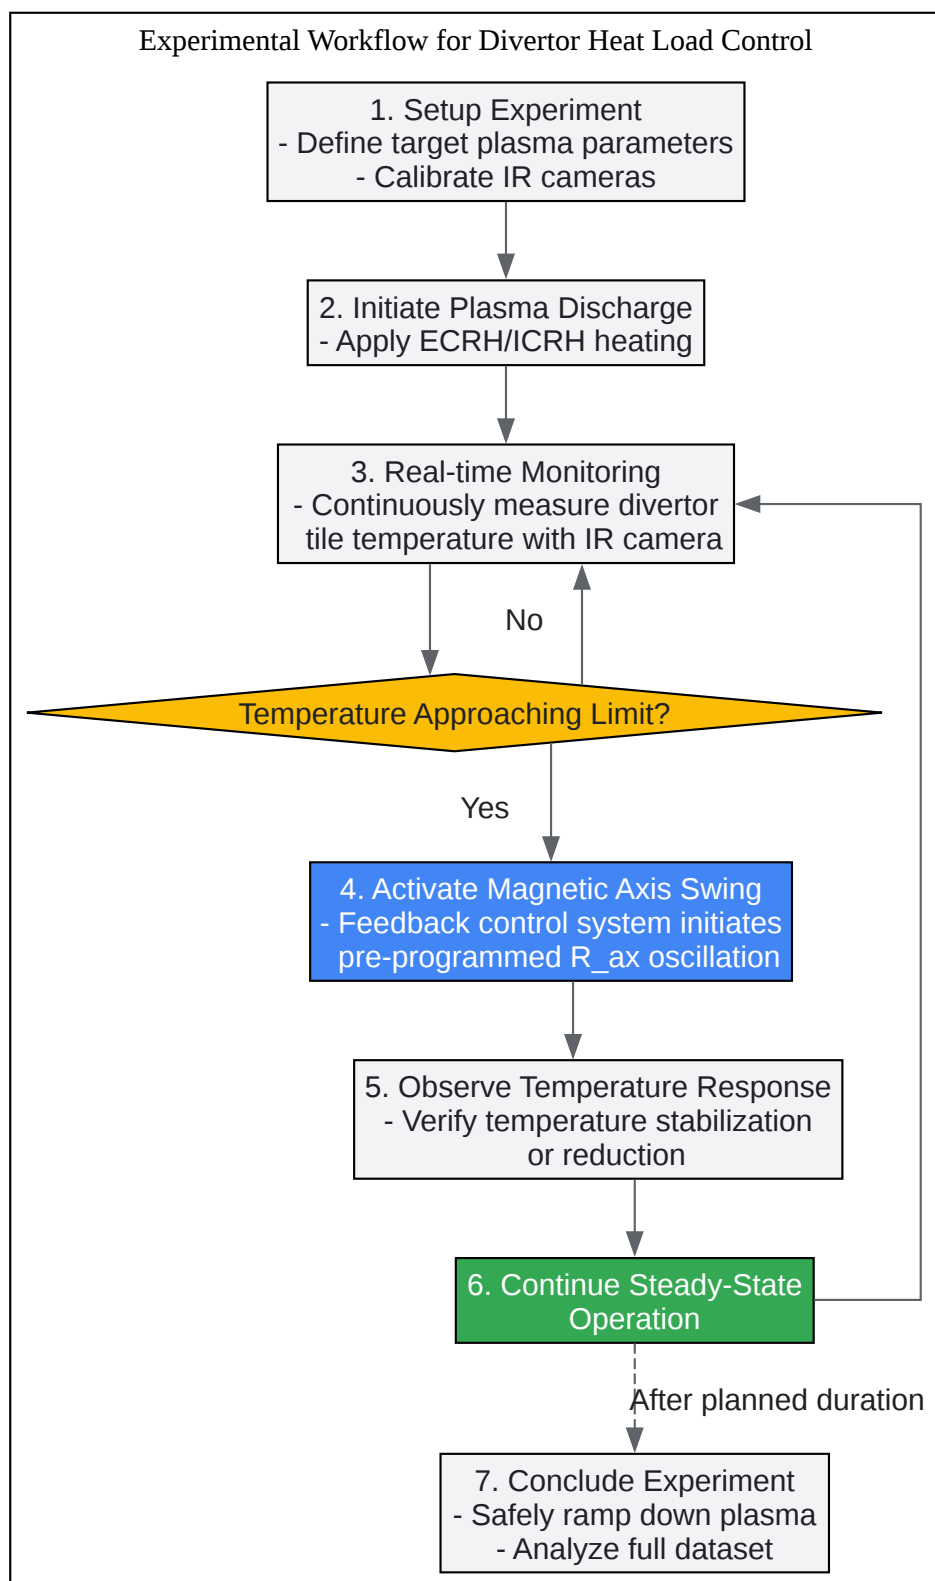 Experimental Workflow for Divertor Heat Load Control
1. Setup Experiment
- Define target plasma parameters
- Calibrate IR cameras
2. Initiate Plasma Discharge
- Apply ECRH/ICRH heating
3. Real-time Monitoring
- Continuously measure divertor
tile temperature with IR camera
No
Temperature Approaching Limit?
Yes
4. Activate Magnetic Axis Swing
- Feedback control system initiates
pre-programmed R_ax oscillation
5. Observe Temperature Response
- Verify temperature stabilization
or reduction
6. Continue Steady-State
Operation
After planned duration
7. Conclude Experiment
- Safely ramp down plasma
- Analyze full dataset